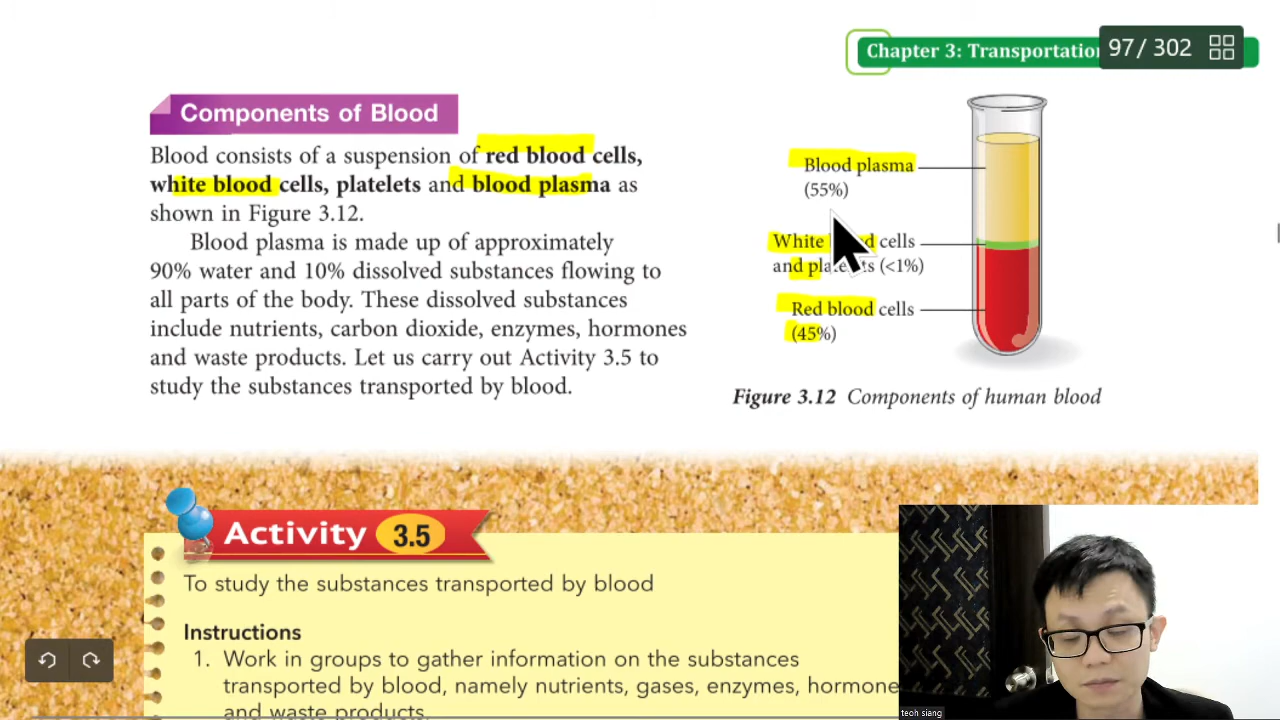 Chapter 3: Transportation
97 / 302
Components of Blood
Blood consists of a suspension of red blood cells,
white blood cells, platelets and blood plasma as
shown in Figure 3.12.
Blood plasma is made up of approximately
90% water and 10% dissolved substances flowing to
all parts of the body. These dissolved substances
include nutrients, carbon dioxide, enzymes, hormones
and waste products. Let us carry out Activity 3.5 to
study the substances transported by blood.
Blood plasma
(55%)
White blood cells
and platelets (<1%)
Red blood cells
(45%)
Figure 3.12 Components of human blood
Activity 3.5
To study the substances transported by blood
Instructions
1. Work in groups to gather information on the substances
transported by blood, namely nutrients, gases, enzymes, hormone
and waste products.
teoh siang